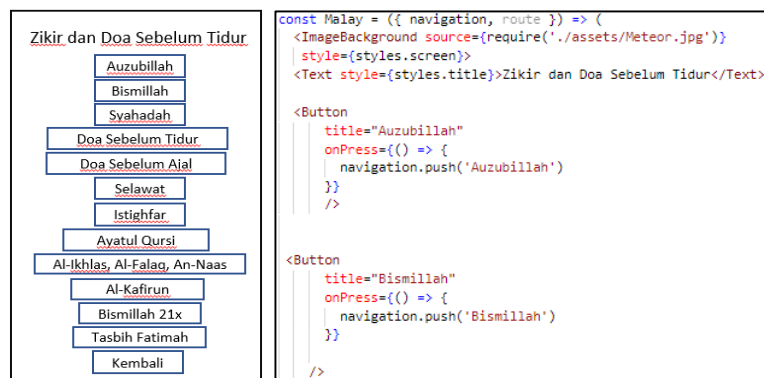 Zikir dan Doa Sebelum Tidur
Auzubillah
Bismillah
Syahadah
Doa Sebelum Tidur
Doa Sebelum Ajal
Selawat
Istighfar
Ayatul Qursi
Al-Ikhlas, Al-Falaq, An-Naas
Al-Kafirun
Bismillah 21x
Tasbih Fatimah
Kembali
const Malay = ({ navigation, route }) => (
<ImageBackground source={require('./assets/Meteor.jpg')}
style={styles.screen}>
<Text style={styles.title}>Zikir dan Doa Sebelum Tidur</Text>
<Button
title="Auzubillah"
onPress={() => {
navigation.push('Auzubillah')
}}
/>
<Button
title="Bismillah"
onPress={() => {
navigation.push('Bismillah')
}}
/>